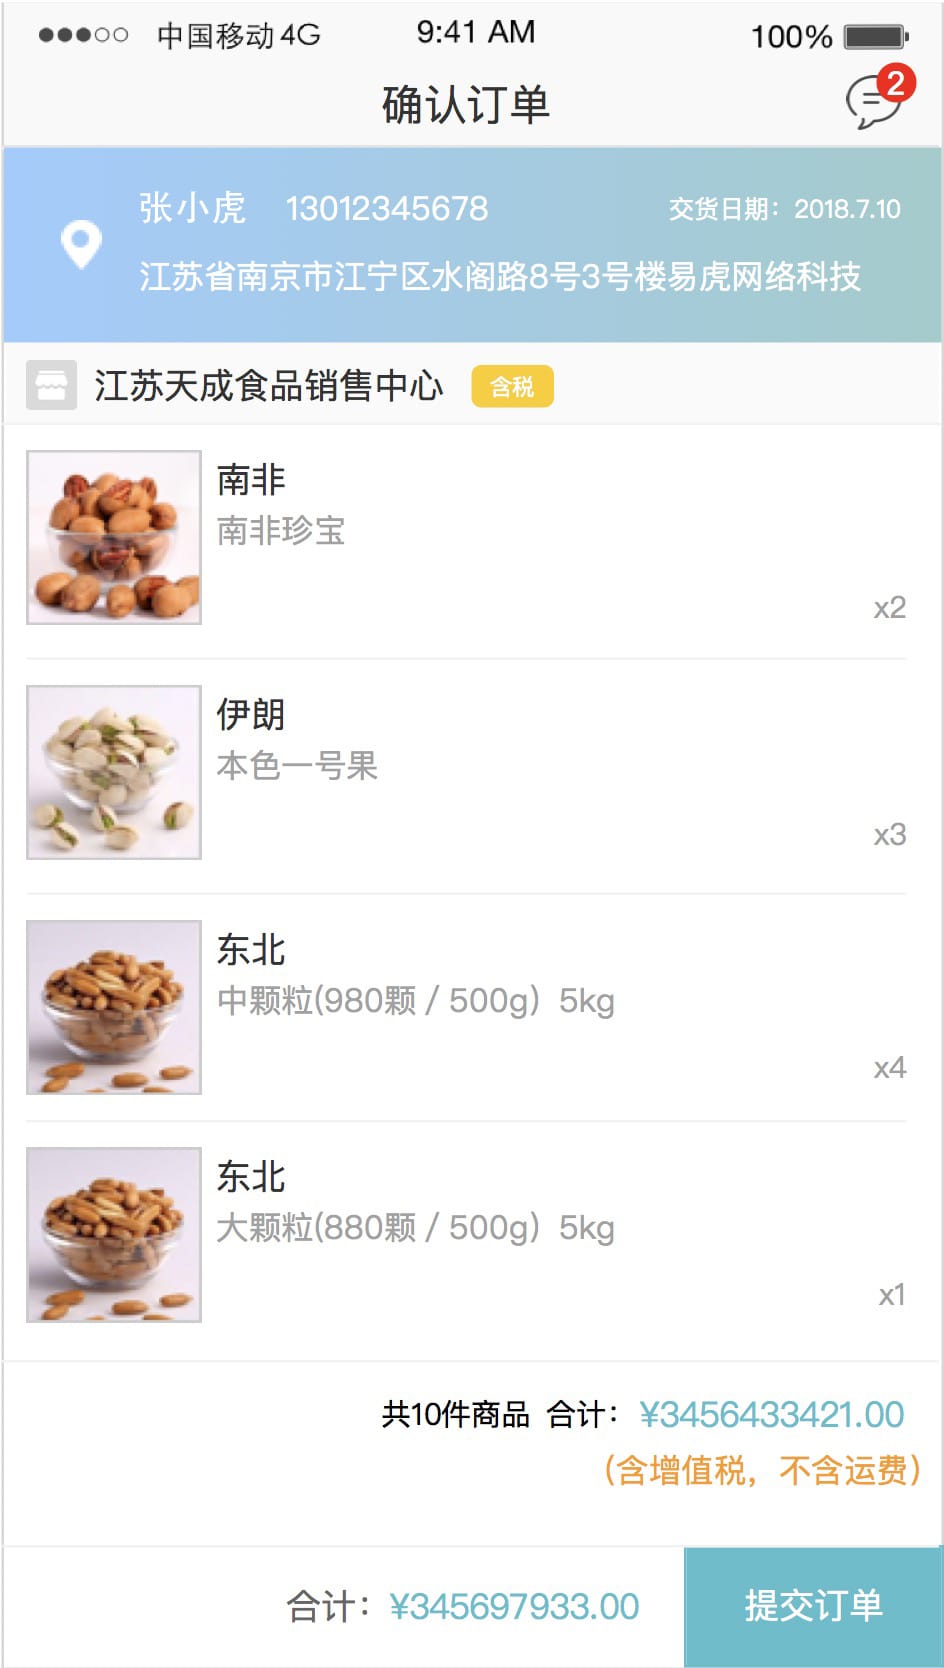 中国移动 4G 9:41 AM 100%
确认订单 2
张小虎 13012345678 交货日期：2018.7.10
江苏省南京市江宁区水阁路8号3号楼易虎网络科技
江苏天成食品销售中心 含税
南非
南非珍宝
x2
伊朗
本色一号果
x3
东北
中颗粒(980颗 / 500g）5kg
x4
东北
大颗粒(880颗 / 500g）5kg
x1
共10件商品 合计：¥3456433421.00
（含增值税，不含运费）
合计：¥345697933.00 提交订单